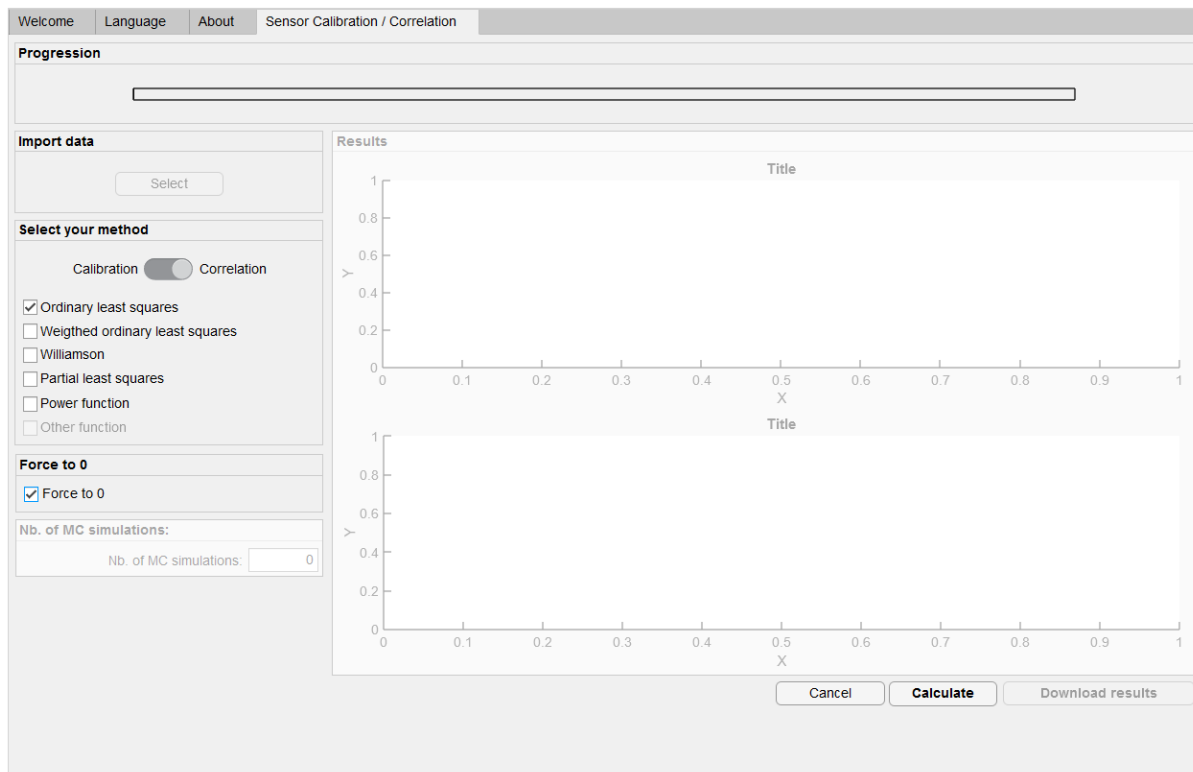 Welcome Language About Sensor Calibration / Correlation
Progression
Import data
Select
Select your method
Calibration Correlation
Ordinary least squares
Weigthed ordinary least squares
Williamson
Partial least squares
Power function
Other function
Force to 0
Force to 0
Nb. of MC simulations:
Nb. of MC simulations: 0
Results
Title
1
0.8
0.6
0.4
0.2
0
Y
0 0.1 0.2 0.3 0.4 0.5 0.6 0.7 0.8 0.9 1
X
Title
1
0.8
0.6
0.4
0.2
0
Y
0 0.1 0.2 0.3 0.4 0.5 0.6 0.7 0.8 0.9 1
X
Cancel Calculate Download results